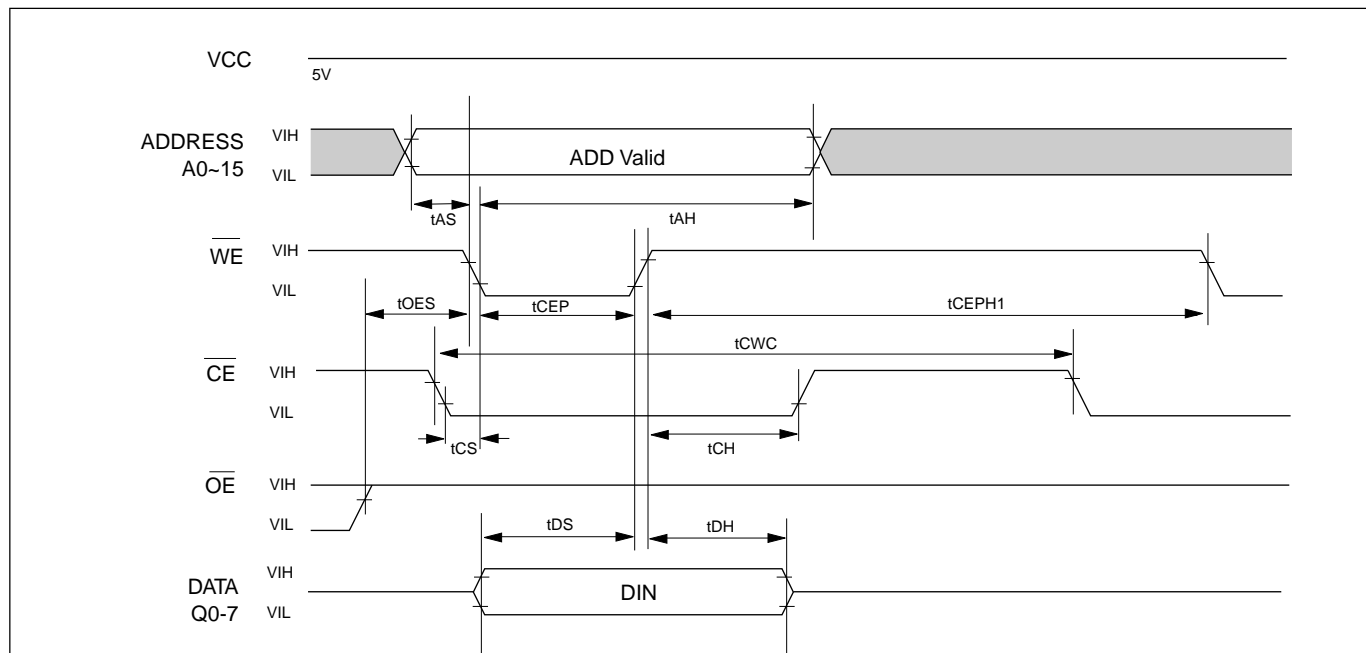 VCC
5V
ADDRESS
A0~15
VIH
VIL
ADD Valid
tAS
tAH
WE
VIH
VIL
tOES
tCEP
tCEPH1
tCWC
CE
VIH
VIL
tCS
tCH
OE
VIH
VIL
tDS
tDH
DATA
Q0-7
VIH
VIL
DIN